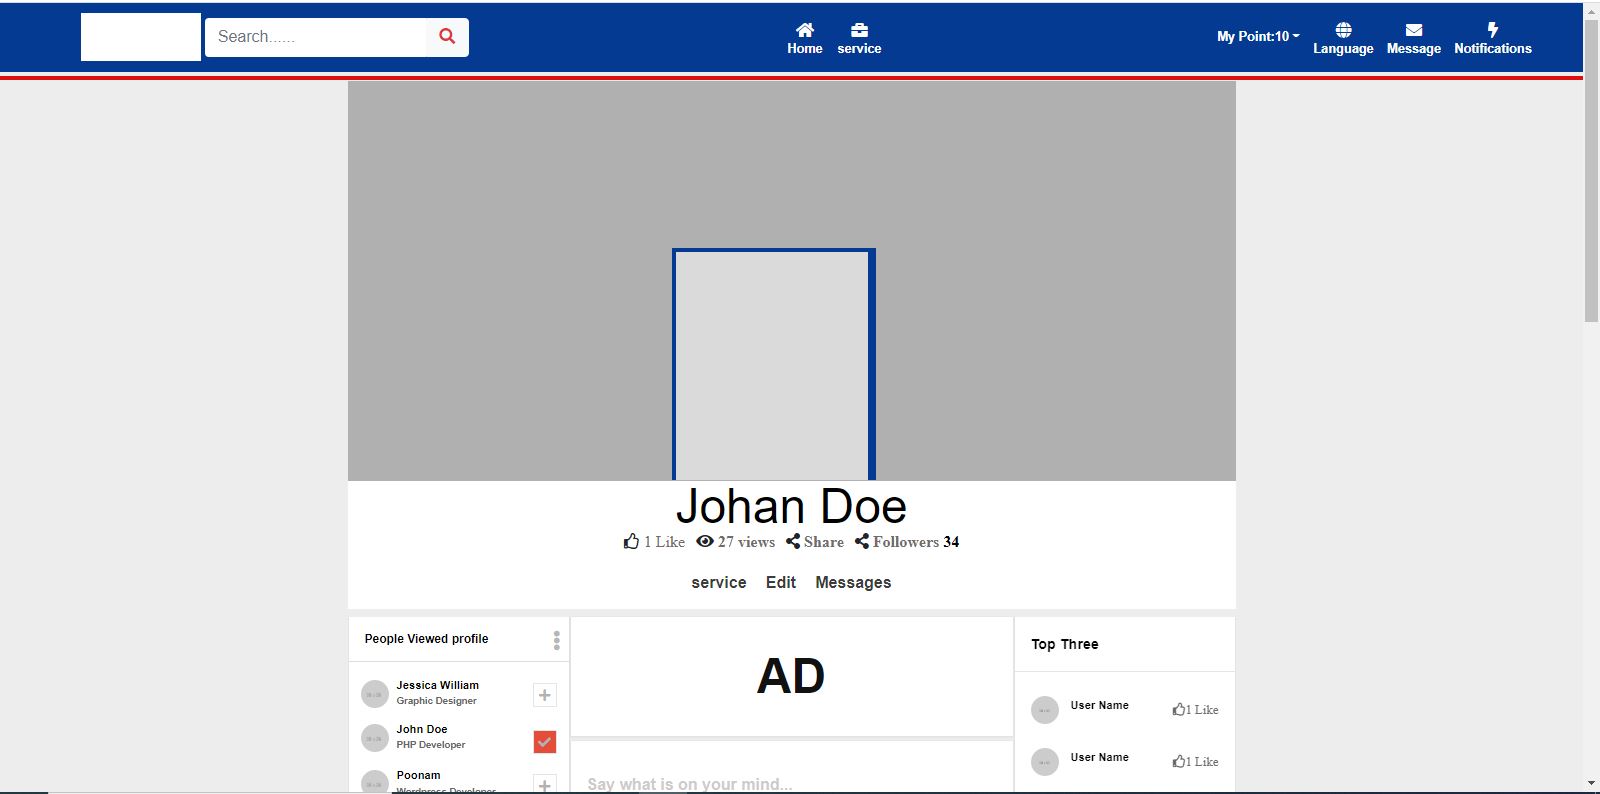 Search......
Home
service
My Point:10
Language
Message
Notifications
Johan Doe
1 Like 27 views Share Followers 34
service Edit Messages
People Viewed profile
Jessica William
Graphic Designer
John Doe
PHP Developer
Poonam
Wordpress Developer
AD
Say what is on your mind...
Top Three
User Name
1 Like
User Name
1 Like